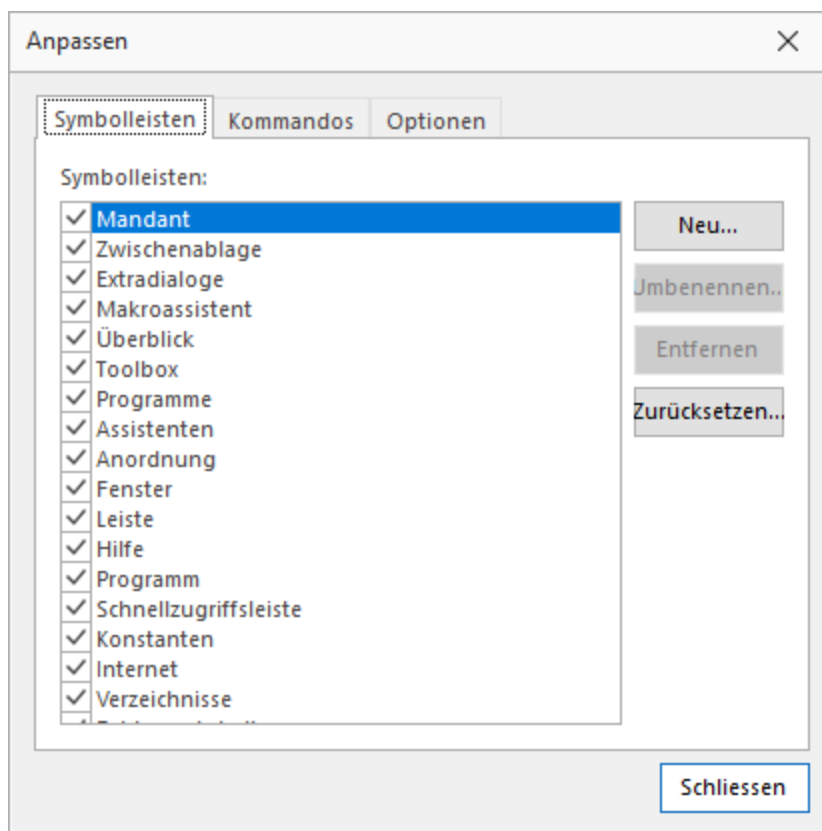 Anpassen
Symbolleisten Kommandos Optionen
Symbolleisten:
Mandant
Zwischenablage
Extradialoge
Makroassistent
Überblick
Toolbox
Programme
Assistenten
Anordnung
Fenster
Leiste
Hilfe
Programm
Schnellzugriffsleiste
Konstanten
Internet
Verzeichnisse
Neu...
Umbenennen..
Entfernen
Zurücksetzen...
Schliessen